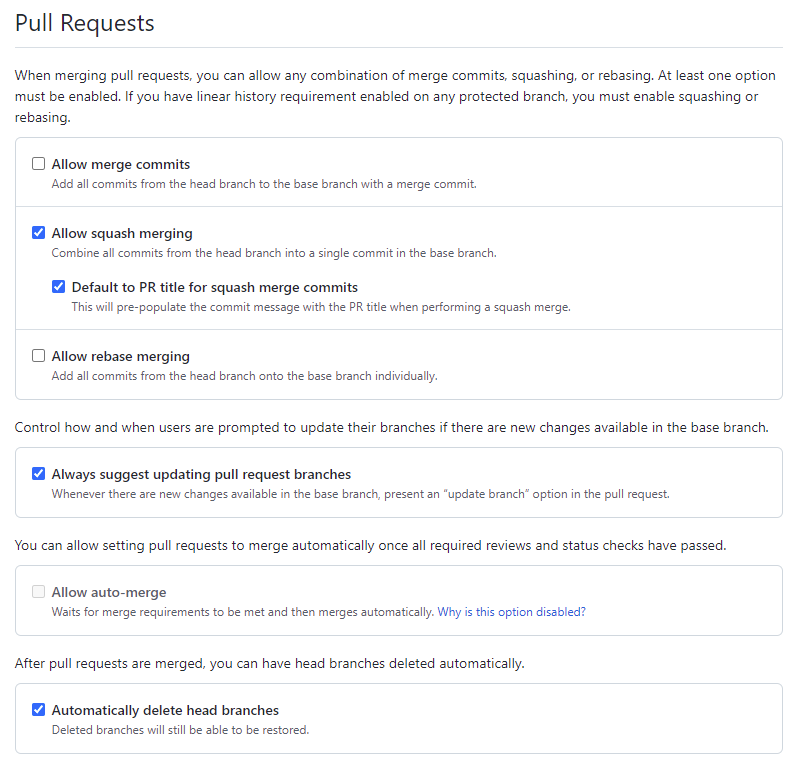 Pull Requests
When merging pull requests, you can allow any combination of merge commits, squashing, or rebasing. At least one option
must be enabled. If you have linear history requirement enabled on any protected branch, you must enable squashing or
rebasing.
Allow merge commits
Add all commits from the head branch to the base branch with a merge commit.
Allow squash merging
Combine all commits from the head branch into a single commit in the base branch.
Default to PR title for squash merge commits
This will pre-populate the commit message with the PR title when performing a squash merge.
Allow rebase merging
Add all commits from the head branch onto the base branch individually.
Control how and when users are prompted to update their branches if there are new changes available in the base branch.
Always suggest updating pull request branches
Whenever there are new changes available in the base branch, present an “update branch” option in the pull request.
You can allow setting pull requests to merge automatically once all required reviews and status checks have passed.
Allow auto-merge
Waits for merge requirements to be met and then merges automatically. Why is this option disabled?
After pull requests are merged, you can have head branches deleted automatically.
Automatically delete head branches
Deleted branches will still be able to be restored.